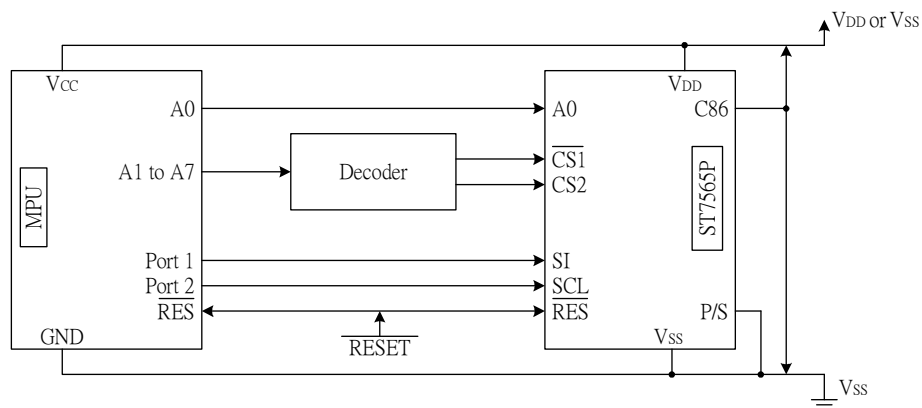 VDD or VSS
VCC
VDD
A0
A0
C86
A1 to A7
Decoder
CS1
CS2
MPU
ST7565P
Port 1
SI
Port 2
SCL
RES
RES
P/S
RESET
GND
VSS
VSS